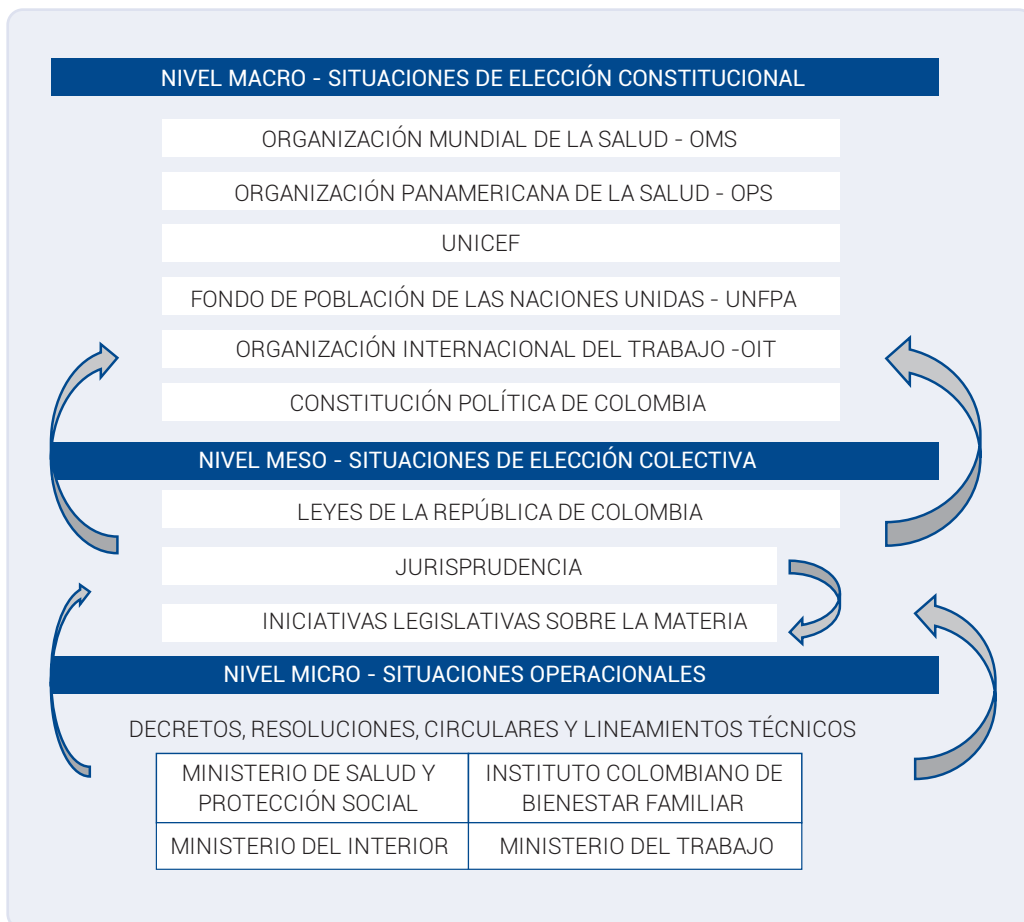 NIVEL MACRO - SITUACIONES DE ELECCIÓN CONSTITUCIONAL
ORGANIZACIÓN MUNDIAL DE LA SALUD - OMS
ORGANIZACIÓN PANAMERICANA DE LA SALUD - OPS
UNICEF
FONDO DE POBLACIÓN DE LAS NACIONES UNIDAS - UNFPA
ORGANIZACIÓN INTERNACIONAL DEL TRABAJO -OIT
CONSTITUCIÓN POLÍTICA DE COLOMBIA
NIVEL MESO - SITUACIONES DE ELECCIÓN COLECTIVA
LEYES DE LA REPÚBLICA DE COLOMBIA
JURISPRUDENCIA
INICIATIVAS LEGISLATIVAS SOBRE LA MATERIA
NIVEL MICRO - SITUACIONES OPERACIONALES
DECRETOS, RESOLUCIONES, CIRCULARES Y LINEAMIENTOS TÉCNICOS
MINISTERIO DE SALUD Y
PROTECCIÓN SOCIAL
INSTITUTO COLOMBIANO DE
BIENESTAR FAMILIAR
MINISTERIO DEL INTERIOR
MINISTERIO DEL TRABAJO